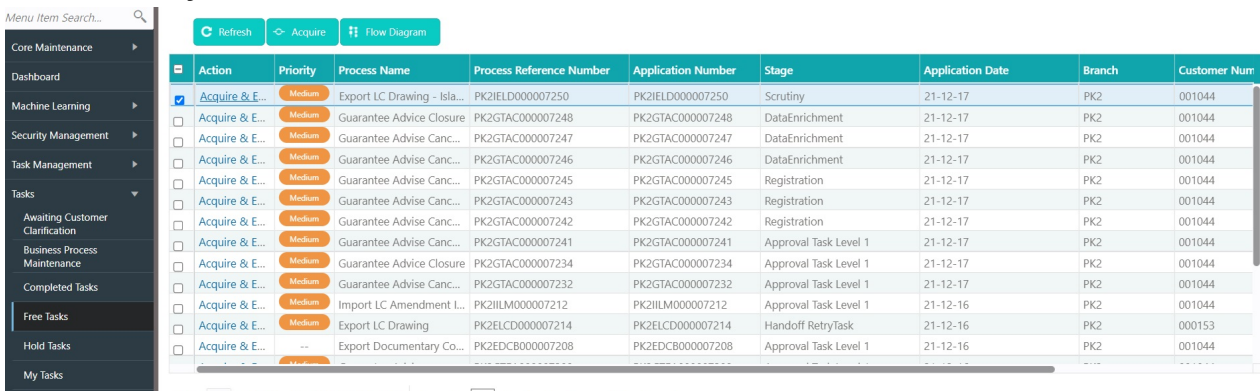 Menu Item Search...
Core Maintenance
Dashboard
Machine Learning
Security Management
Task Management
Tasks
Awaiting Customer
Clarification
Business Process
Maintenance
Completed Tasks
Free Tasks
Hold Tasks
My Tasks
Refresh Acquire Flow Diagram
Action Priority Process Name Process Reference Number Application Number Stage Application Date Branch Customer Num
Acquire & E... Medium Export LC Drawing - Isla... PK2IELD000007250 PK2IELD000007250 Scrutiny 21-12-17 PK2 001044
Acquire & E... Medium Guarantee Advice Closure PK2GTAC000007248 PK2GTAC000007248 DataEnrichment 21-12-17 PK2 001044
Acquire & E... Medium Guarantee Advise Canc... PK2GTAC000007247 PK2GTAC000007247 DataEnrichment 21-12-17 PK2 001044
Acquire & E... Medium Guarantee Advise Canc... PK2GTAC000007246 PK2GTAC000007246 DataEnrichment 21-12-17 PK2 001044
Acquire & E... Medium Guarantee Advise Canc... PK2GTAC000007245 PK2GTAC000007245 Registration 21-12-17 PK2 001044
Acquire & E... Medium Guarantee Advise Canc... PK2GTAC000007243 PK2GTAC000007243 Registration 21-12-17 PK2 001044
Acquire & E... Medium Guarantee Advise Canc... PK2GTAC000007242 PK2GTAC000007242 Registration 21-12-17 PK2 001044
Acquire & E... Medium Guarantee Advise Canc... PK2GTAC000007241 PK2GTAC000007241 Approval Task Level 1 21-12-17 PK2 001044
Acquire & E... Medium Guarantee Advice Closure PK2GTAC000007234 PK2GTAC000007234 Approval Task Level 1 21-12-17 PK2 001044
Acquire & E... Medium Guarantee Advise Canc... PK2GTAC000007232 PK2GTAC000007232 Approval Task Level 1 21-12-17 PK2 001044
Acquire & E... Medium Import LC Amendment I... PK2IILM000007212 PK2IILM000007212 Approval Task Level 1 21-12-16 PK2 001044
Acquire & E... Medium Export LC Drawing PK2ELCD000007214 PK2ELCD000007214 Handoff RetryTask 21-12-16 PK2 000153
Acquire & E... -- Export Documentary Co... PK2EDCB000007208 PK2EDCB000007208 Approval Task Level 1 21-12-16 PK2 001044